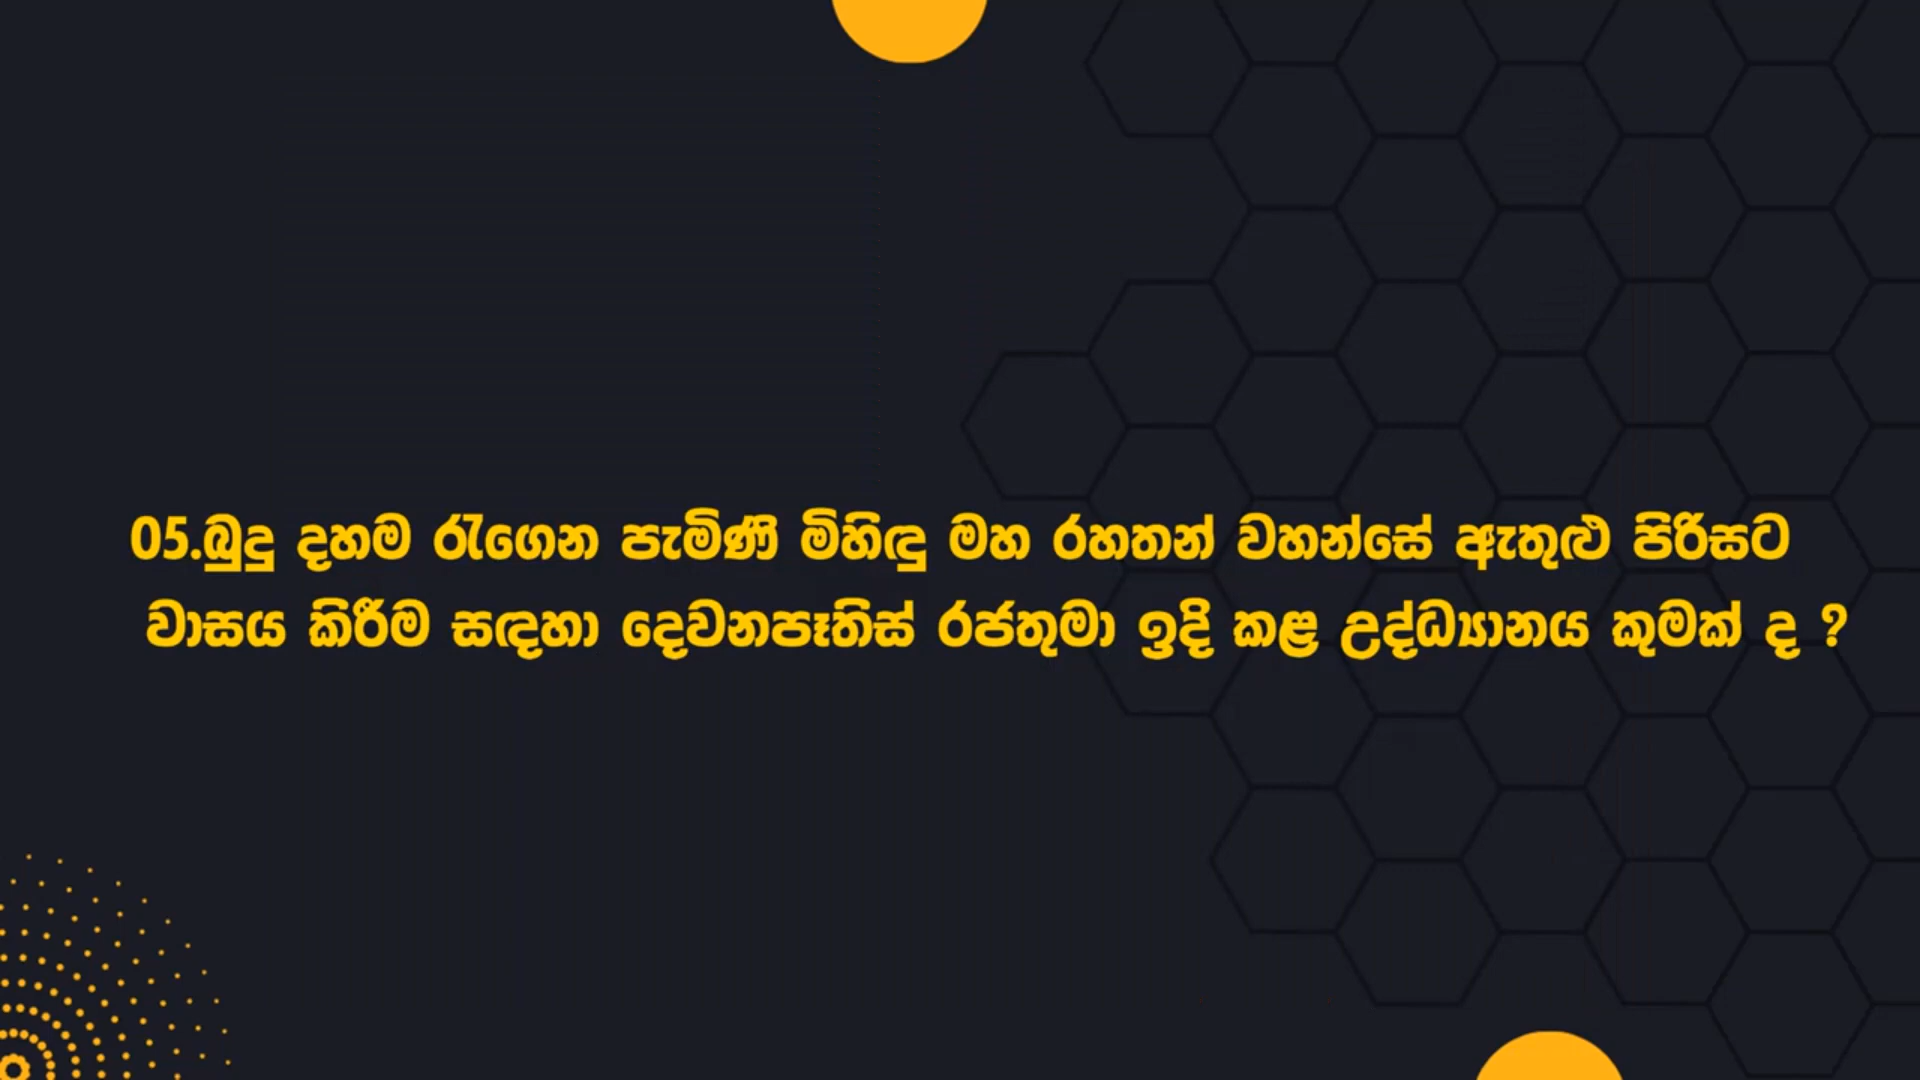 05.බුදු දහම රැගෙන පැමිණි මිහිඳු මහ රහතන් වහන්සේ ඇතුළු පිරිසට
වාසය කිරීම සඳහා දෙවනපෑතිස් රජතුමා ඉදි කළ උද්ධ්‍යානය කුමක් ද ?